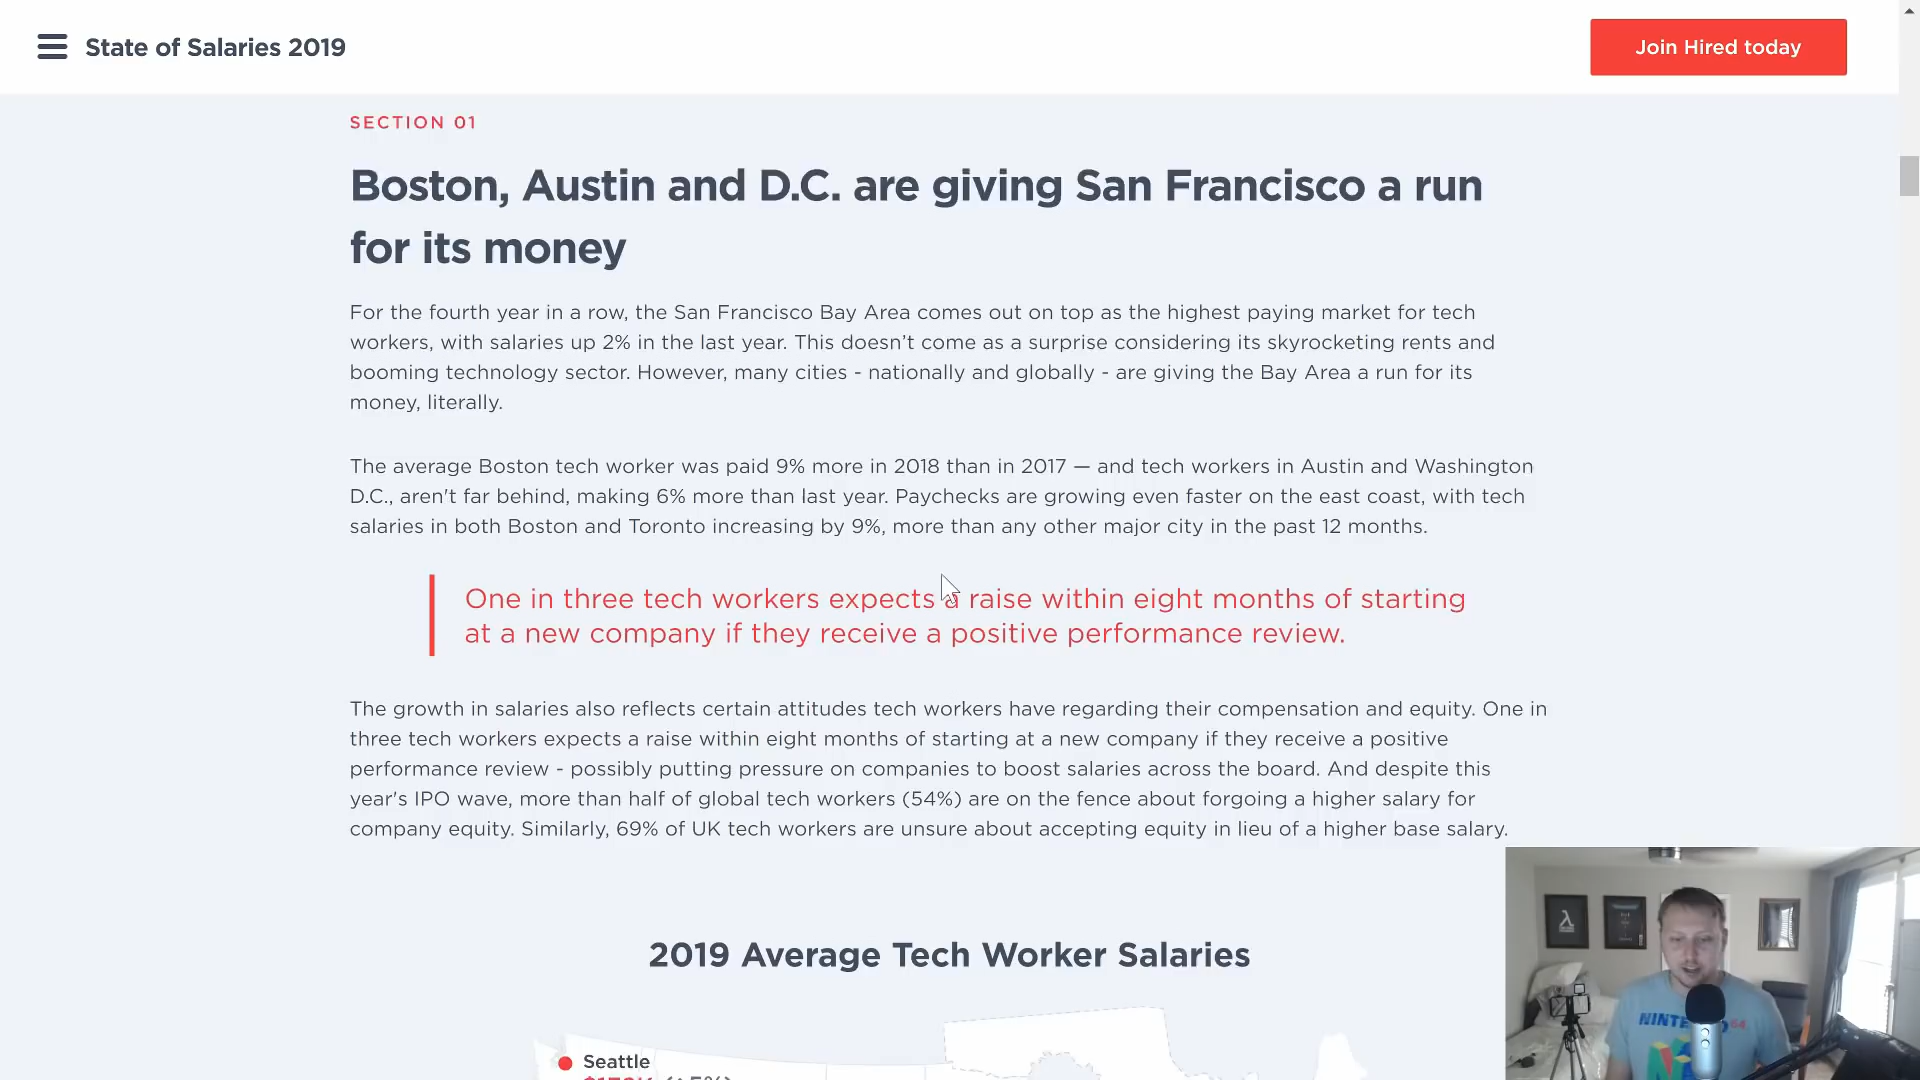 State of Salaries 2019
Join Hired today
SECTION 01
Boston, Austin and D.C. are giving San Francisco a run
for its money
For the fourth year in a row, the San Francisco Bay Area comes out on top as the highest paying market for tech
workers, with salaries up 2% in the last year. This doesn’t come as a surprise considering its skyrocketing rents and
booming technology sector. However, many cities - nationally and globally - are giving the Bay Area a run for its
money, literally.
The average Boston tech worker was paid 9% more in 2018 than in 2017 — and tech workers in Austin and Washington
D.C., aren't far behind, making 6% more than last year. Paychecks are growing even faster on the east coast, with tech
salaries in both Boston and Toronto increasing by 9%, more than any other major city in the past 12 months.
One in three tech workers expects a raise within eight months of starting
at a new company if they receive a positive performance review.
The growth in salaries also reflects certain attitudes tech workers have regarding their compensation and equity. One in
three tech workers expects a raise within eight months of starting at a new company if they receive a positive
performance review - possibly putting pressure on companies to boost salaries across the board. And despite this
year's IPO wave, more than half of global tech workers (54%) are on the fence about forgoing a higher salary for
company equity. Similarly, 69% of UK tech workers are unsure about accepting equity in lieu of a higher base salary.
2019 Average Tech Worker Salaries
Seattle